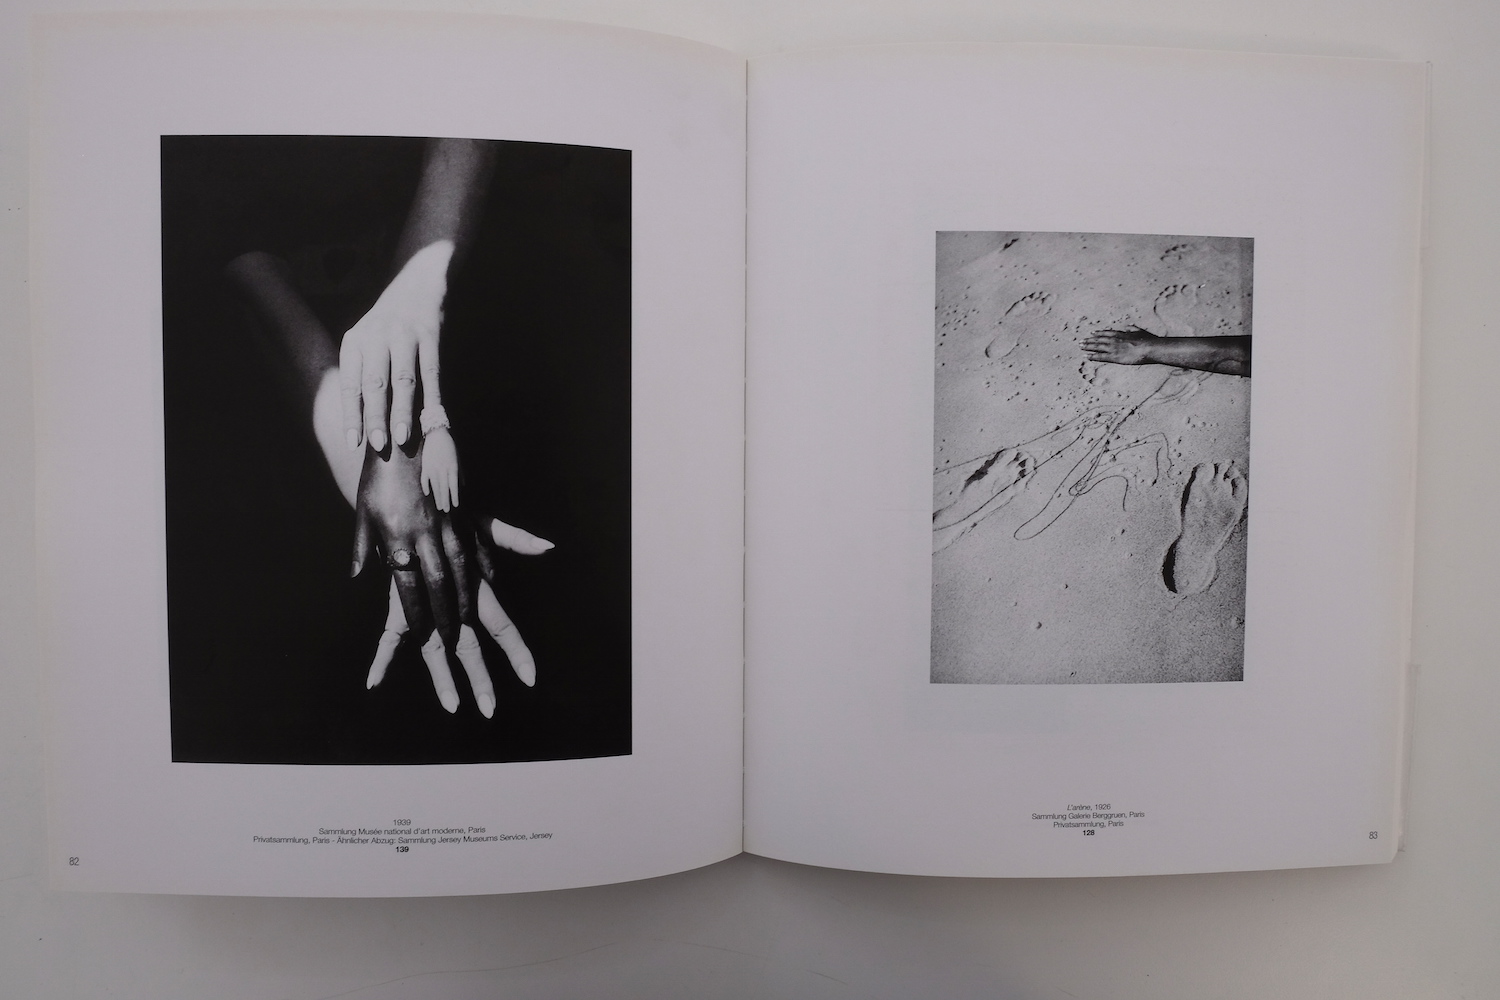 1939
Sammlung Musée national d'art moderne, Paris
Privatsammlung, Paris - Ähnlicher Abzug: Sammlung Jersey Museums Service, Jersey
139
82
L'arène, 1926
Sammlung Galerie Berggruen, Paris
Privatsammlung, Paris
128
83